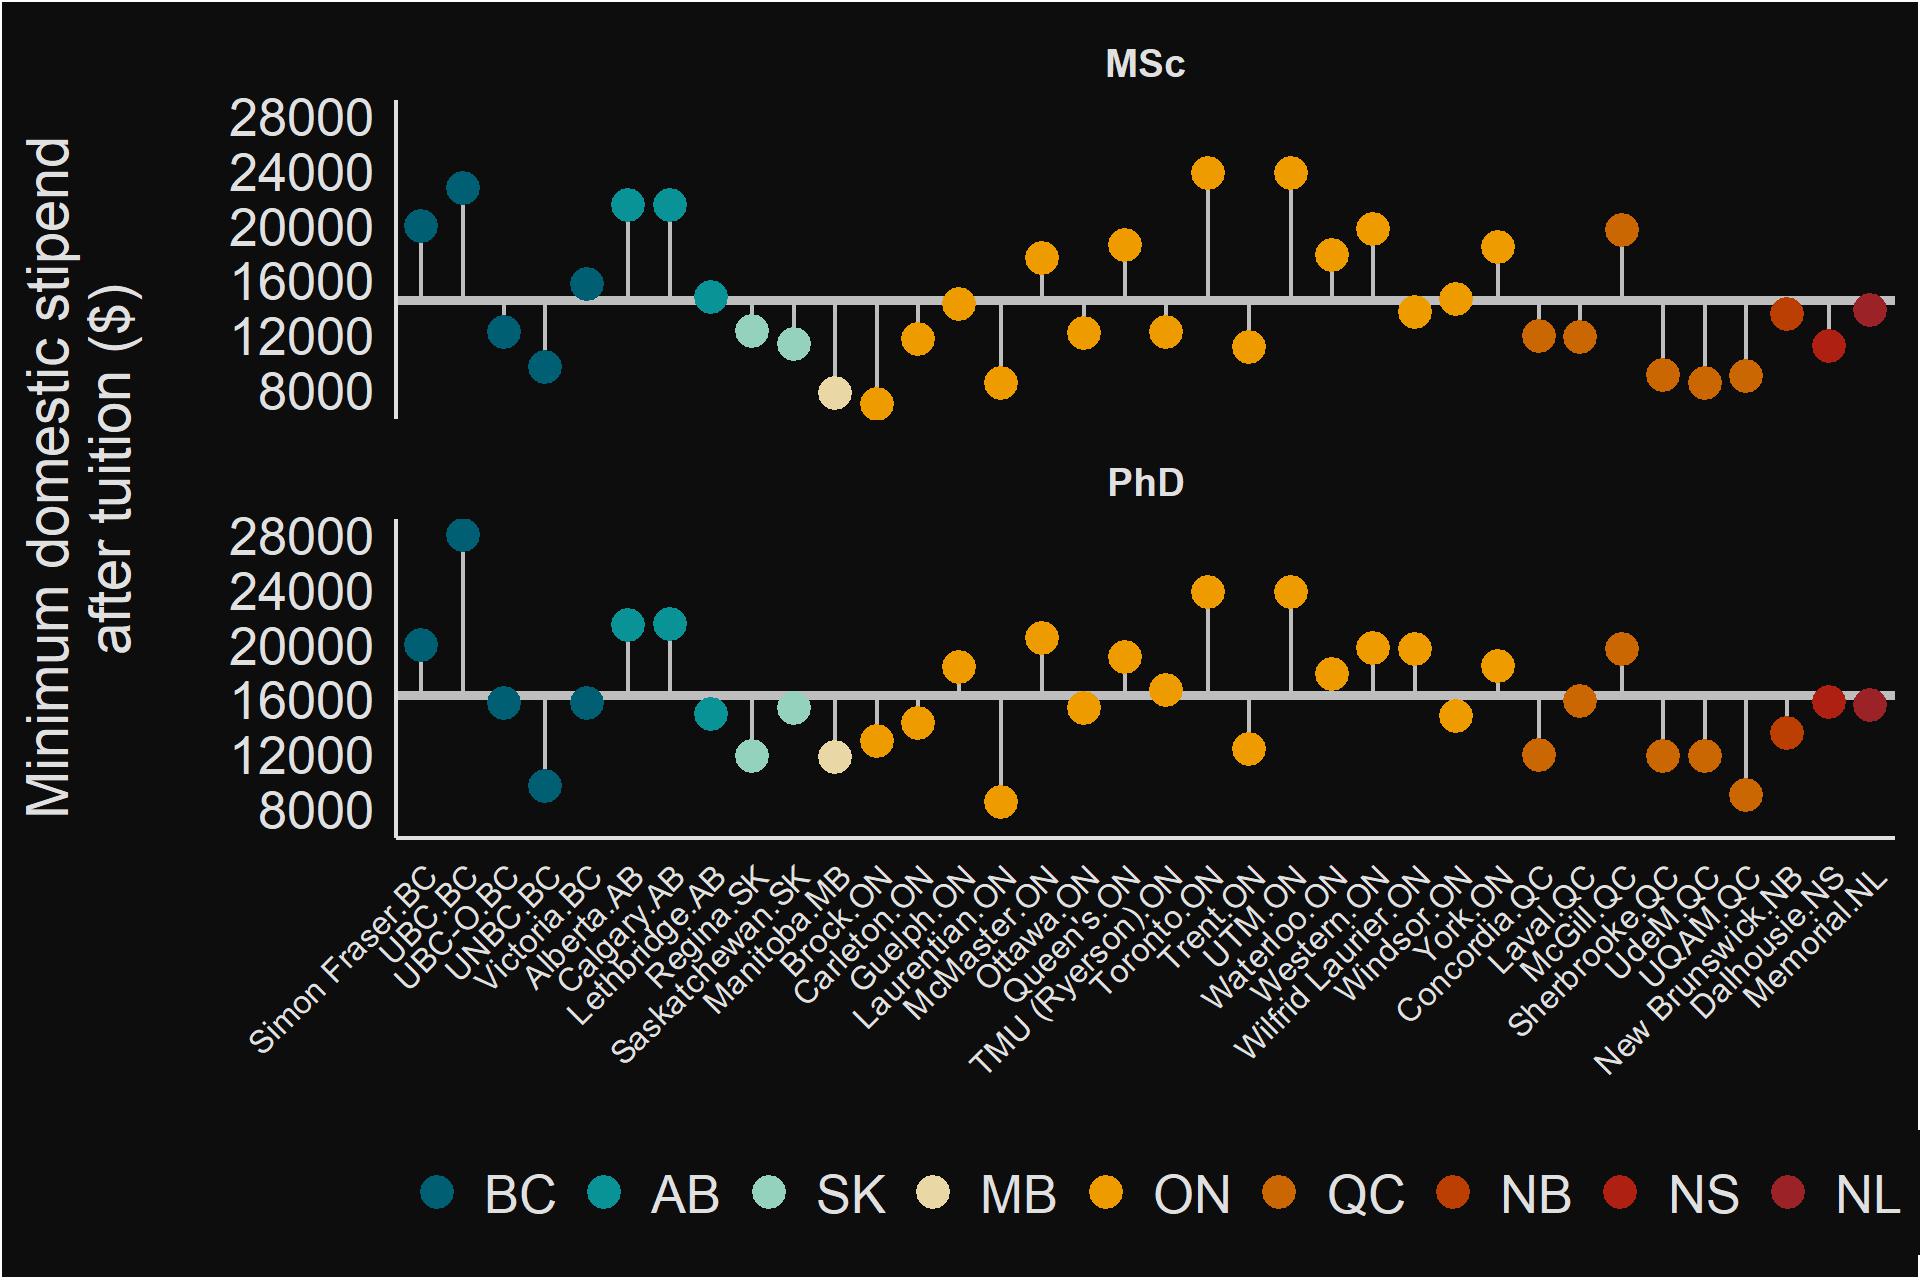 Minimum domestic stipend
after tuition ($)
MSc
28000
24000
20000
16000
12000
8000
PhD
28000
24000
20000
16000
12000
8000
Simon Fraser.BC
UBC.BC
UBC-O.BC
UNBC.BC
Victoria.BC
Alberta.AB
Calgary.AB
Lethbridge.AB
Regina.SK
Saskatchewan.SK
Manitoba.MB
Brock.ON
Carleton.ON
Guelph.ON
Laurentian.ON
McMaster.ON
Ottawa.ON
Queen's.ON
TMU (Ryerson).ON
Toronto.ON
Trent.ON
UTM.ON
Waterloo.ON
Western.ON
Wilfrid Laurier.ON
Windsor.ON
York.ON
Concordia.QC
Laval.QC
McGill.QC
Sherbrooke.QC
UdeM.QC
UQAM.QC
New Brunswick.NB
Dalhousie.NS
Memorial.NL
BC AB SK MB ON QC NB NS NL